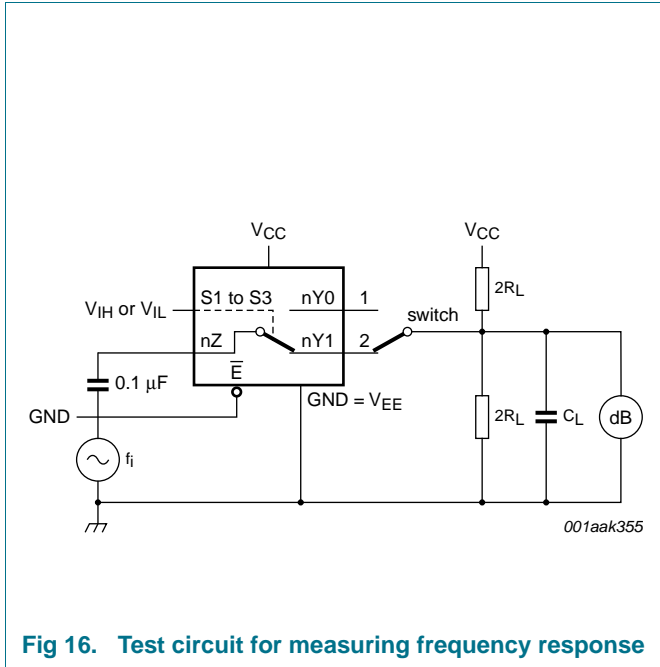 VCC
VCC
S1 to S3
nY0
1
2RL
VIH or VIL
switch
nZ
nY1
2
E
0.1 μF
GND = VEE
GND
2RL
CL
dB
fi
001aak355
Fig 16. Test circuit for measuring frequency response